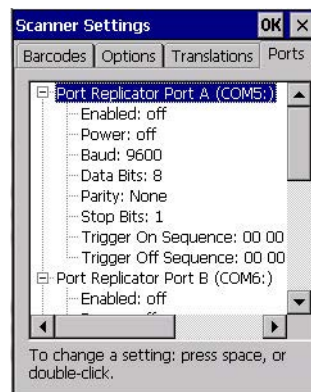 Scanner Settings OK ×
Barcodes Options Translations Ports
Port Replicator Port A (COM5:)
Enabled: off
Power: off
Baud: 9600
Data Bits: 8
Parity: None
Stop Bits: 1
Trigger On Sequence: 00 00
Trigger Off Sequence: 00 00
Port Replicator Port B (COM6:)
Enabled: off
To change a setting: press space, or
double-click.